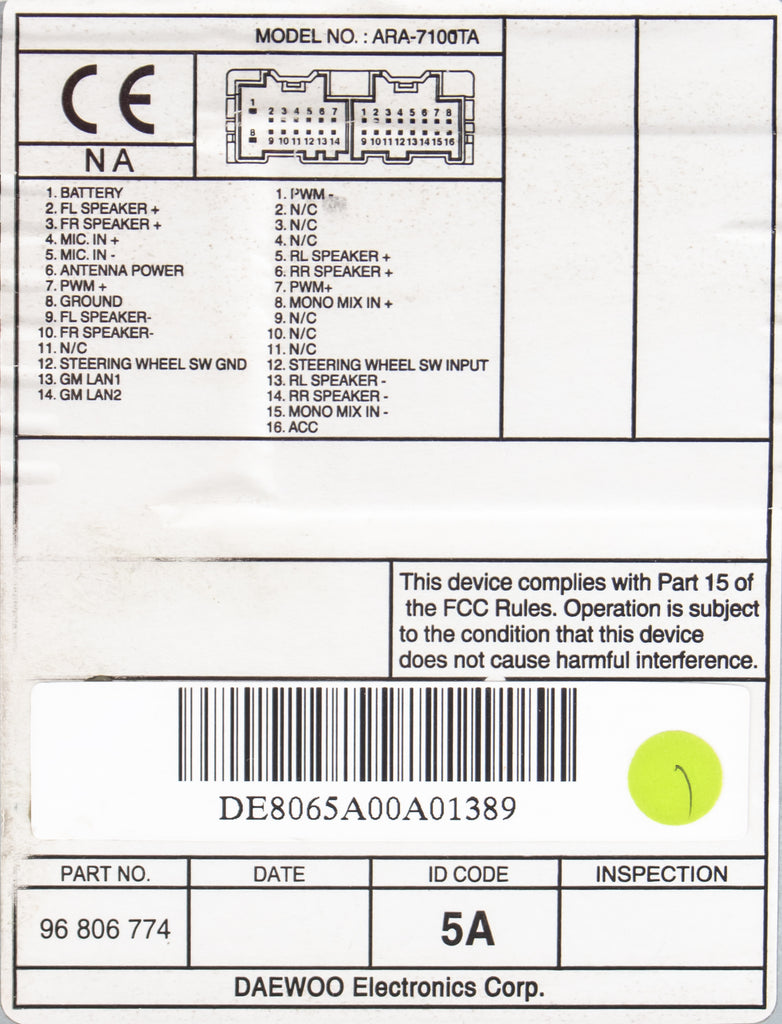 MODEL NO. : ARA-7100TA
CE
NA
1 2 3 4 5 6 7 1 2 3 4 5 6 7 8
8 9 10 11 12 13 14 9 10 11 12 13 14 15 16
1. BATTERY
2. FL SPEAKER +
3. FR SPEAKER +
4. MIC. IN +
5. MIC. IN -
6. ANTENNA POWER
7. PWM +
8. GROUND
9. FL SPEAKER-
10. FR SPEAKER-
11. N/C
12. STEERING WHEEL SW GND
13. GM LAN1
14. GM LAN2
1. PWM -
2. N/C
3. N/C
4. N/C
5. RL SPEAKER +
6. RR SPEAKER +
7. PWM+
8. MONO MIX IN +
9. N/C
10. N/C
11. N/C
12. STEERING WHEEL SW INPUT
13. RL SPEAKER -
14. RR SPEAKER -
15. MONO MIX IN -
16. ACC
This device complies with Part 15 of
the FCC Rules. Operation is subject
to the condition that this device
does not cause harmful interference.
DE8065A00A01389
PART NO. DATE ID CODE INSPECTION
96 806 774 5A
DAEWOO Electronics Corp.